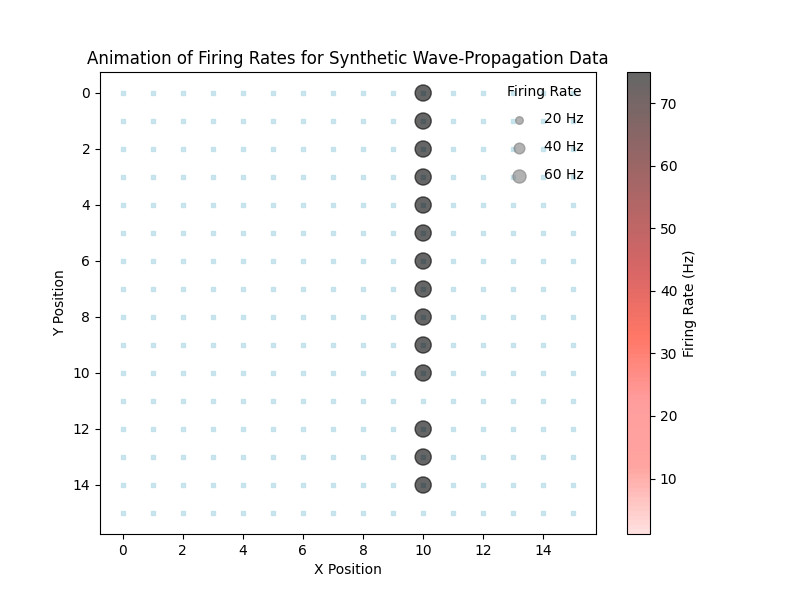 Animation of Firing Rates for Synthetic Wave-Propagation Data
Firing Rate
20 Hz
40 Hz
60 Hz
0
2
4
6
8
10
12
14
Y Position
0 2 4 6 8 10 12 14
X Position
70
60
50
40
30
20
10
Firing Rate (Hz)